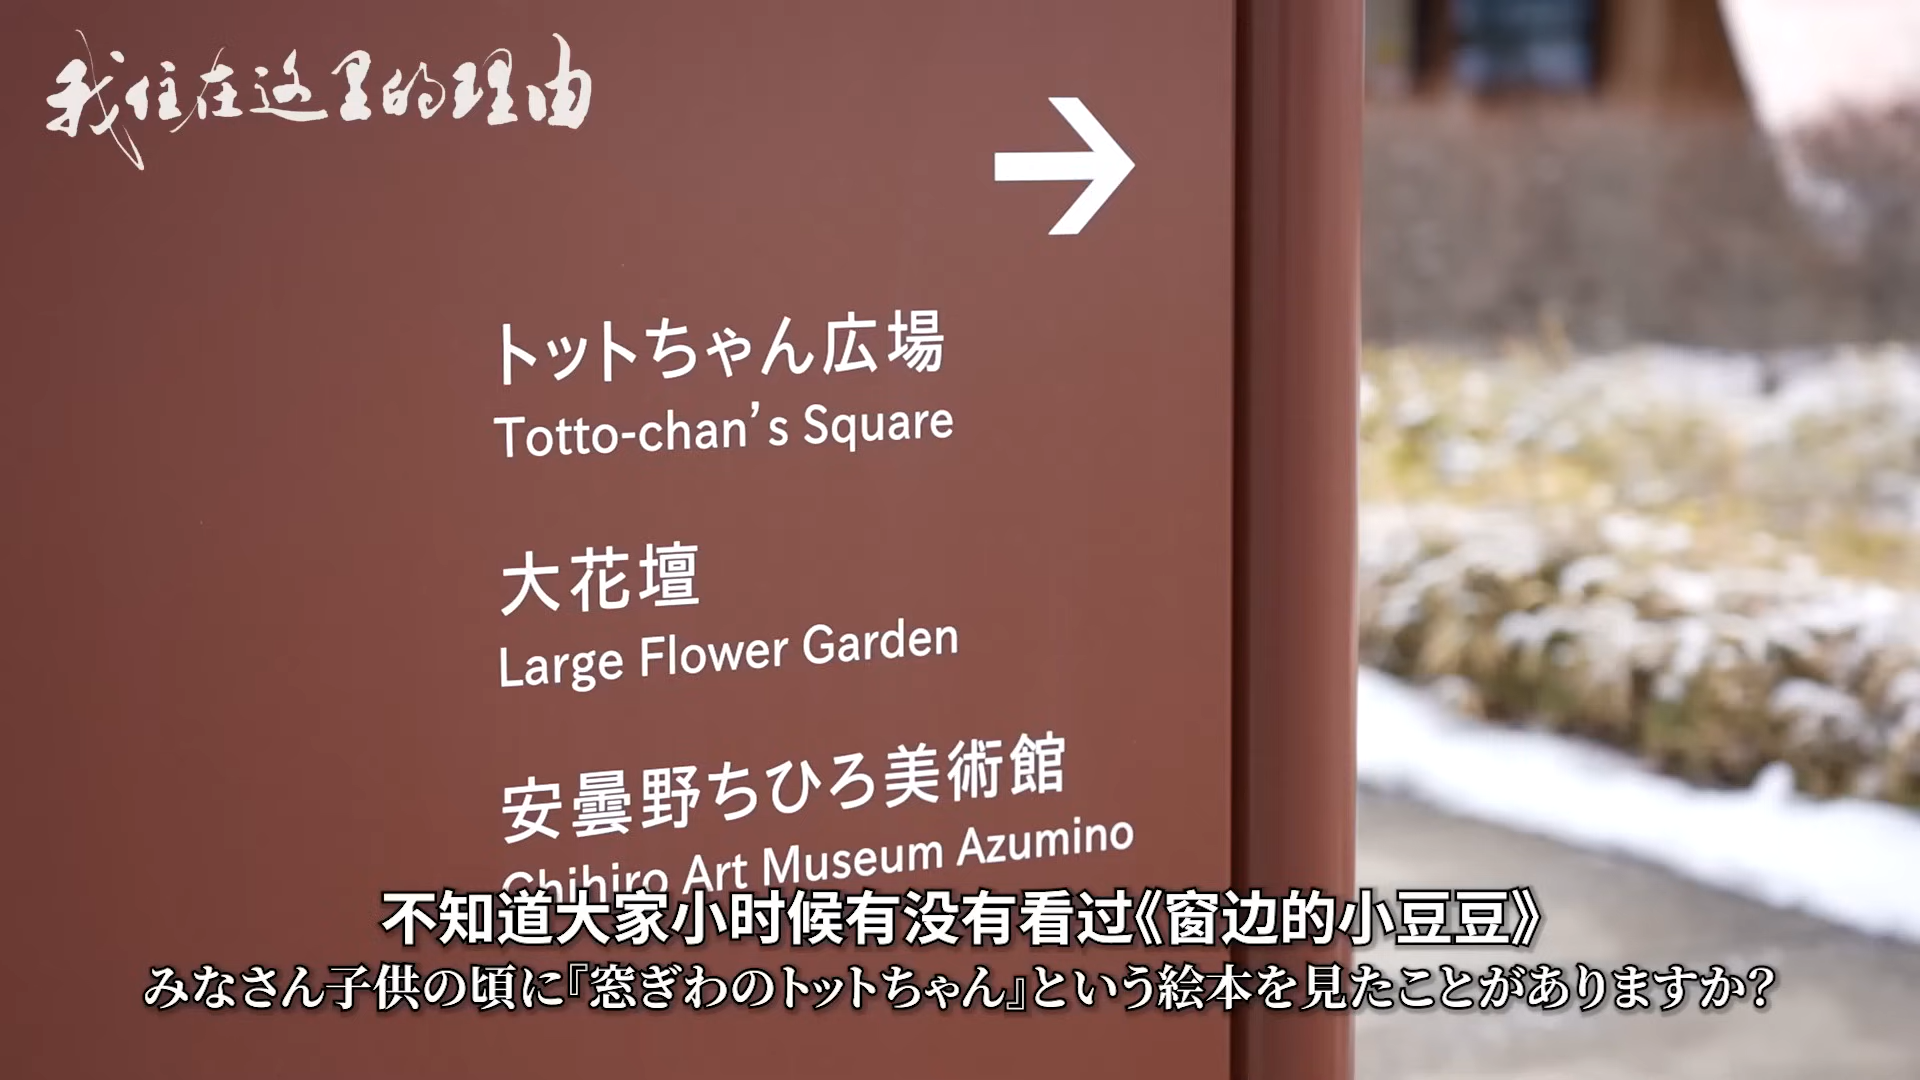 我住在这里的理由
トットちゃん広場
Totto-chan's Square
大花壇
Large Flower Garden
安曇野ちひろ美術館
Chihiro Art Museum Azumino
不知道大家小时候有没有看过《窗边的小豆豆》
みなさん子供の頃に『窓ぎわのトットちゃん』という絵本を見たことがありますか?